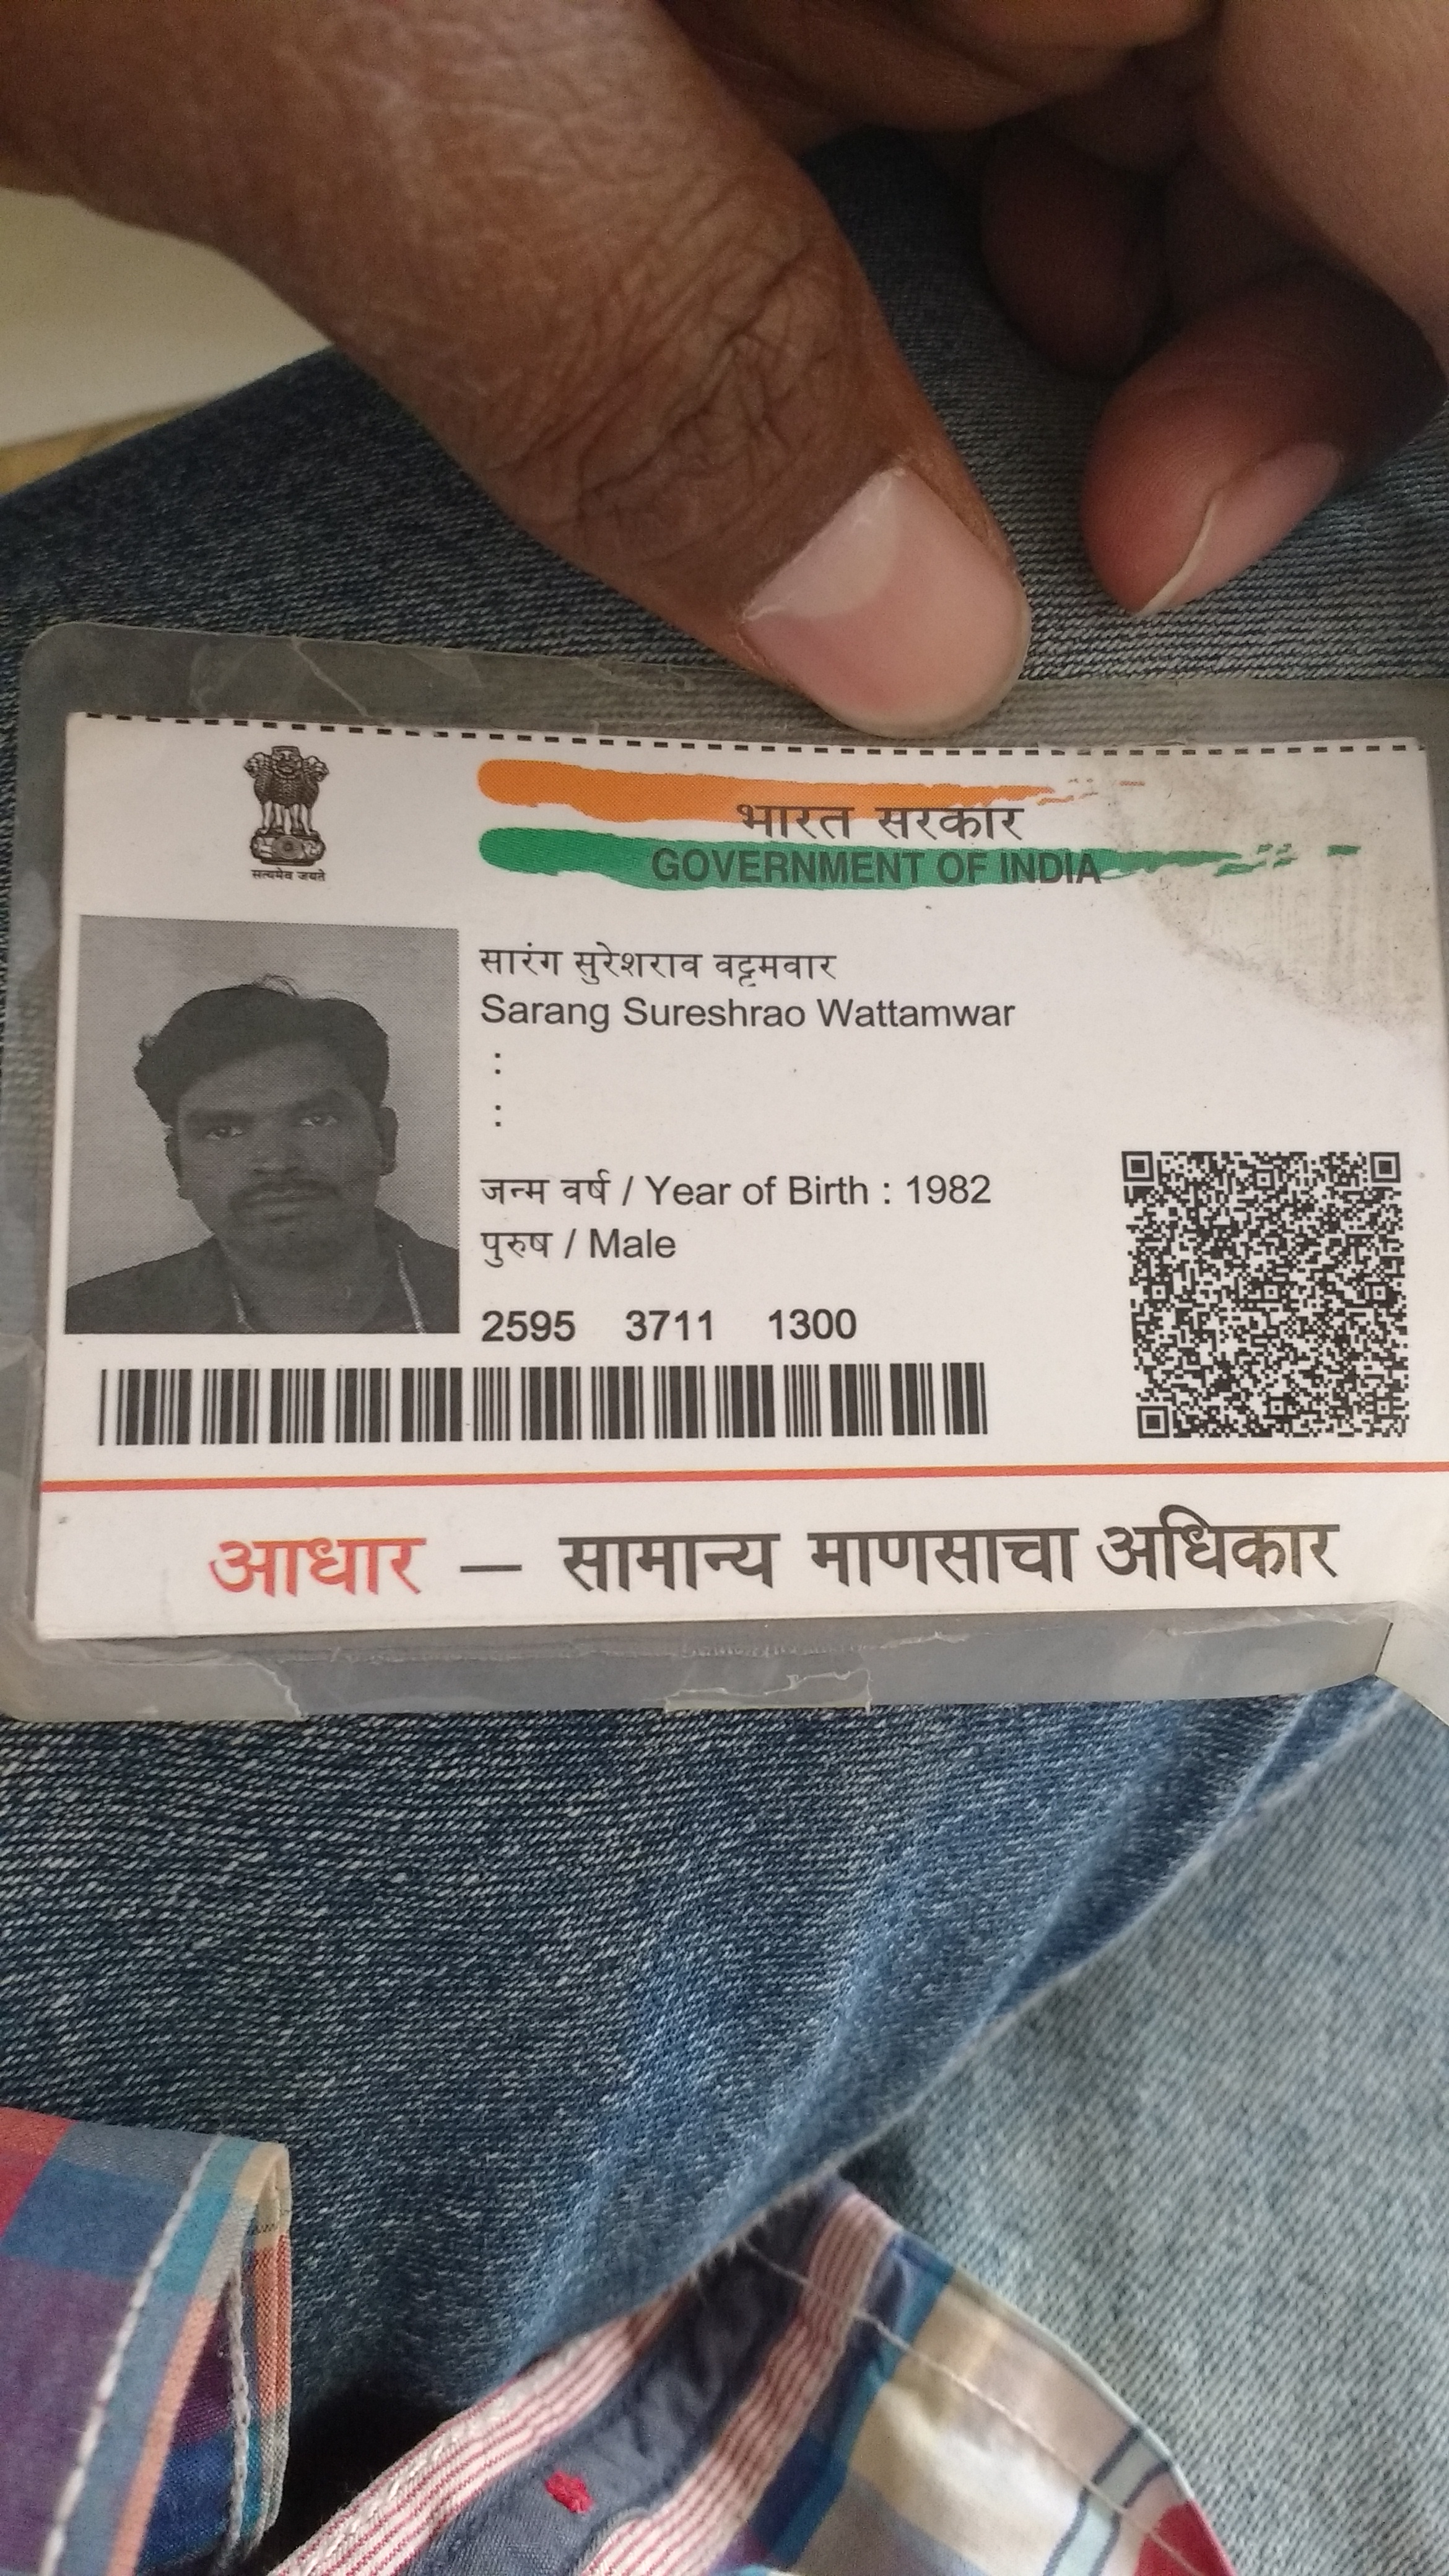 सत्यमेव जयते
भारत सरकार
GOVERNMENT OF INDIA
सारंग सुरेशराव वट्टमवार
Sarang Sureshrao Wattamwar
:
:
जन्म वर्ष / Year of Birth : 1982
पुरुष / Male
2595 3711 1300
आधार — सामान्य माणसाचा अधिकार